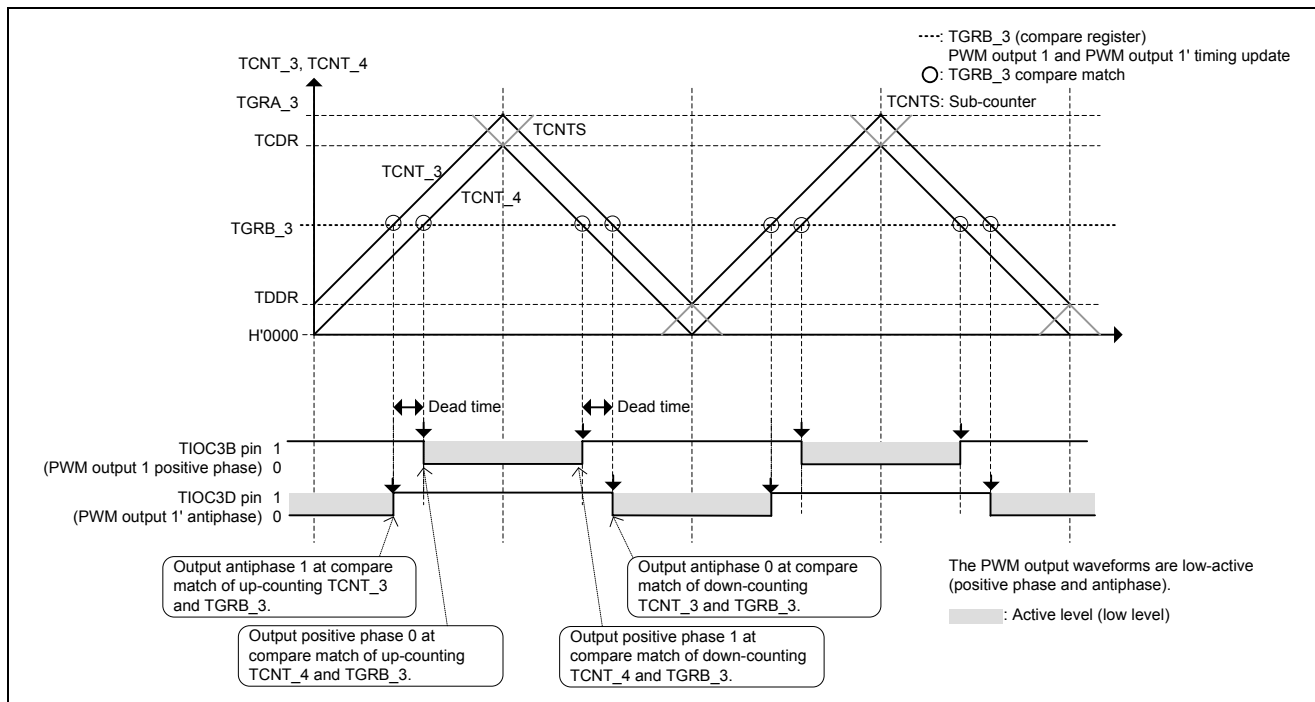 ----: TGRB_3 (compare register)
PWM output 1 and PWM output 1' timing update
○: TGRB_3 compare match
TCNTS: Sub-counter
TCNT_3, TCNT_4
TGRA_3
TCNTS
TCDR
TCNT_3
TCNT_4
TGRB_3
TDDR
H'0000
Dead time
Dead time
TIOC3B pin 1
(PWM output 1 positive phase) 0
TIOC3D pin 1
(PWM output 1' antiphase) 0
Output antiphase 1 at compare
match of up-counting TCNT_3
and TGRB_3.
Output antiphase 0 at compare
match of down-counting
TCNT_3 and TGRB_3.
The PWM output waveforms are low-active
(positive phase and antiphase).
: Active level (low level)
Output positive phase 0 at
compare match of up-counting
TCNT_4 and TGRB_3.
Output positive phase 1 at
compare match of down-counting
TCNT_4 and TGRB_3.